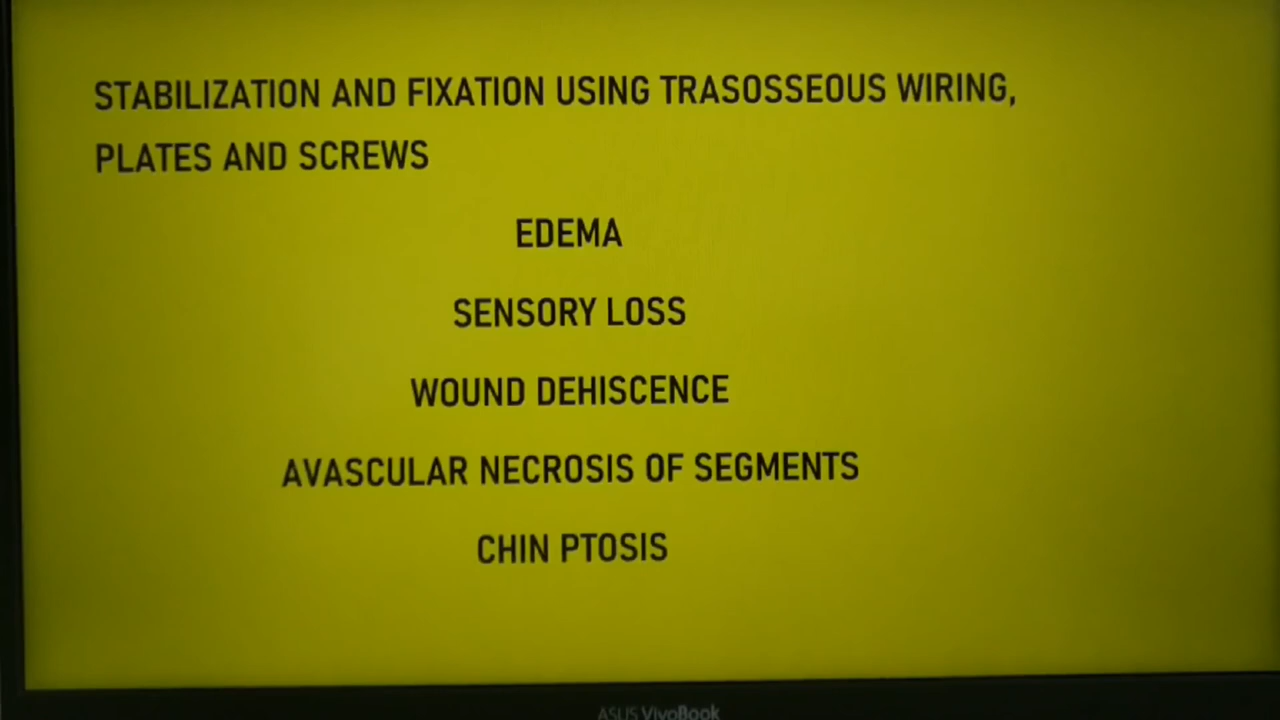 STABILIZATION AND FIXATION USING TRASOSSEOUS WIRING,
PLATES AND SCREWS
EDEMA
SENSORY LOSS
WOUND DEHISCENCE
AVASCULAR NECROSIS OF SEGMENTS
CHIN PTOSIS
ASUS VivoBook